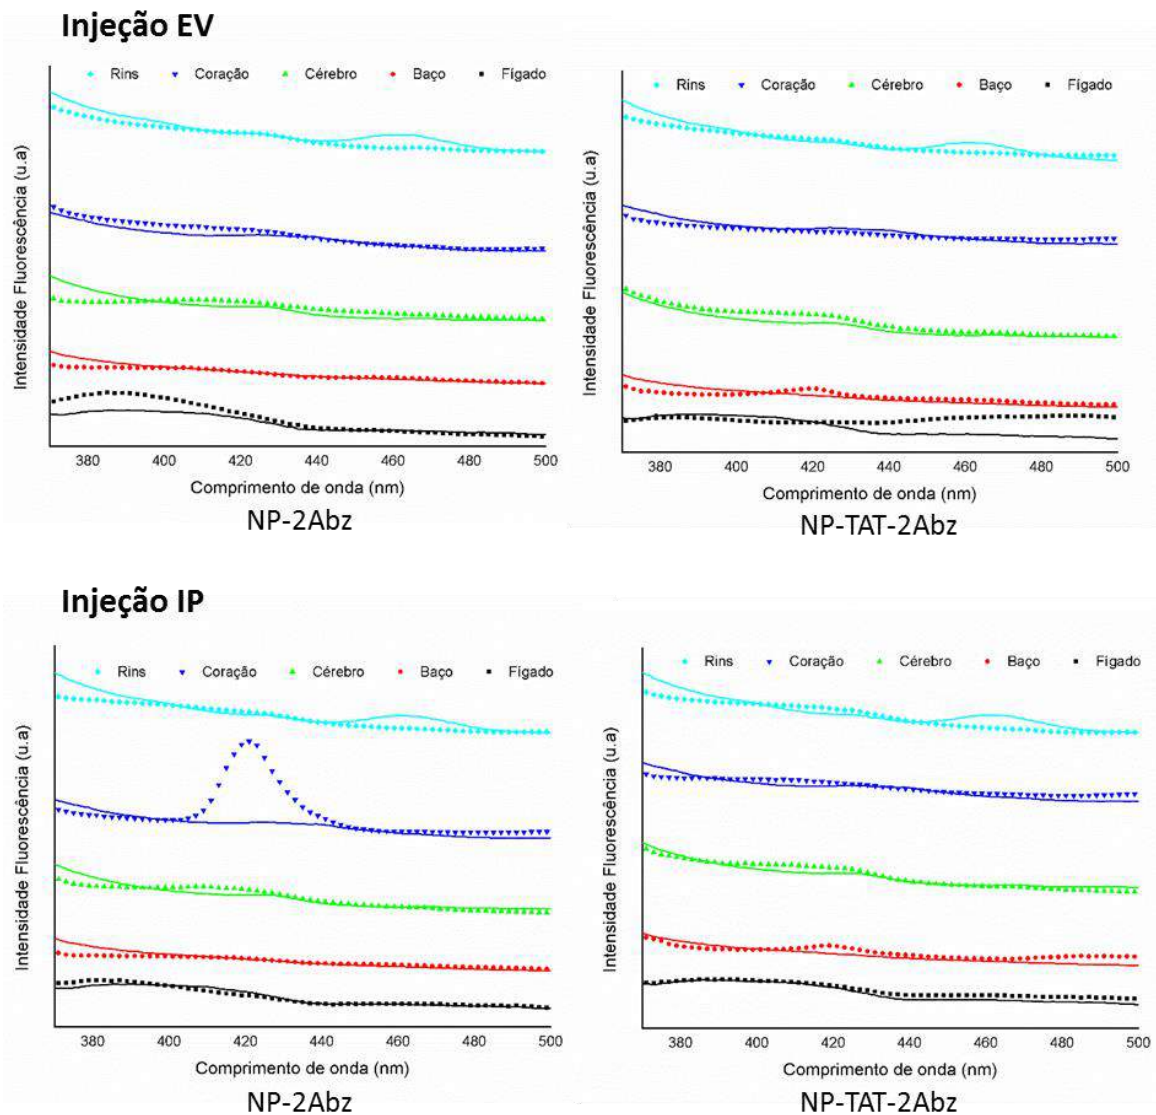 Injeção EV
Rins Coração Cérebro Baço Fígado
Intensidade Fluorescência (u.a)
380 400 420 440 460 480 500
Comprimento de onda (nm)
NP-2Abz
Rins Coração Cérebro Baço Fígado
Intensidade Fluorescência (u.a)
380 400 420 440 460 480 500
Comprimento de onda (nm)
NP-TAT-2Abz
Injeção IP
Rins Coração Cérebro Baço Fígado
Intensidade Fluorescência (u.a)
380 400 420 440 460 480 500
Comprimento de onda (nm)
NP-2Abz
Rins Coração Cérebro Baço Fígado
Intensidade Fluorescência (u.a)
380 400 420 440 460 480 500
Comprimento de onda (nm)
NP-TAT-2Abz